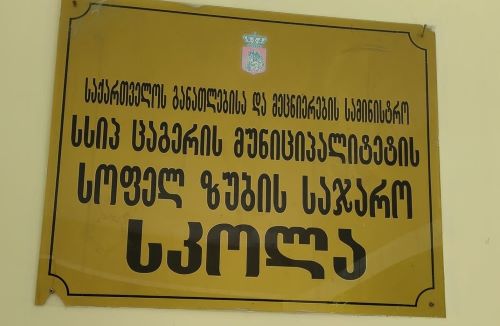 საქართველოს განათლებისა და მეცნიერების სამინისტრო
სსიპ ცაგერის მუნიციპალიტეტის
სოფელ ზუბის საჯარო
სკოლა